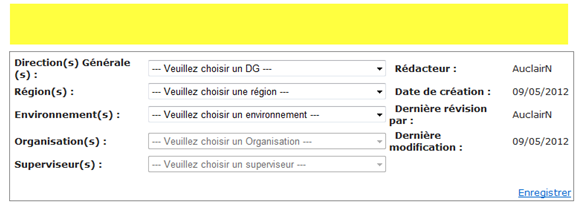 Direction(s) Générale
(s) :
--- Veuillez choisir un DG ---
Rédacteur :
AuclairN
Région(s) :
--- Veuillez choisir une région ---
Date de création :
09/05/2012
Environnement(s) :
--- Veuillez choisir un environnement ---
Dernière révision
par :
AuclairN
Organisation(s) :
--- Veuillez choisir un Organisation ---
Dernière
modification :
09/05/2012
Superviseur(s) :
--- Veuillez choisir un superviseur ---
Enregistrer